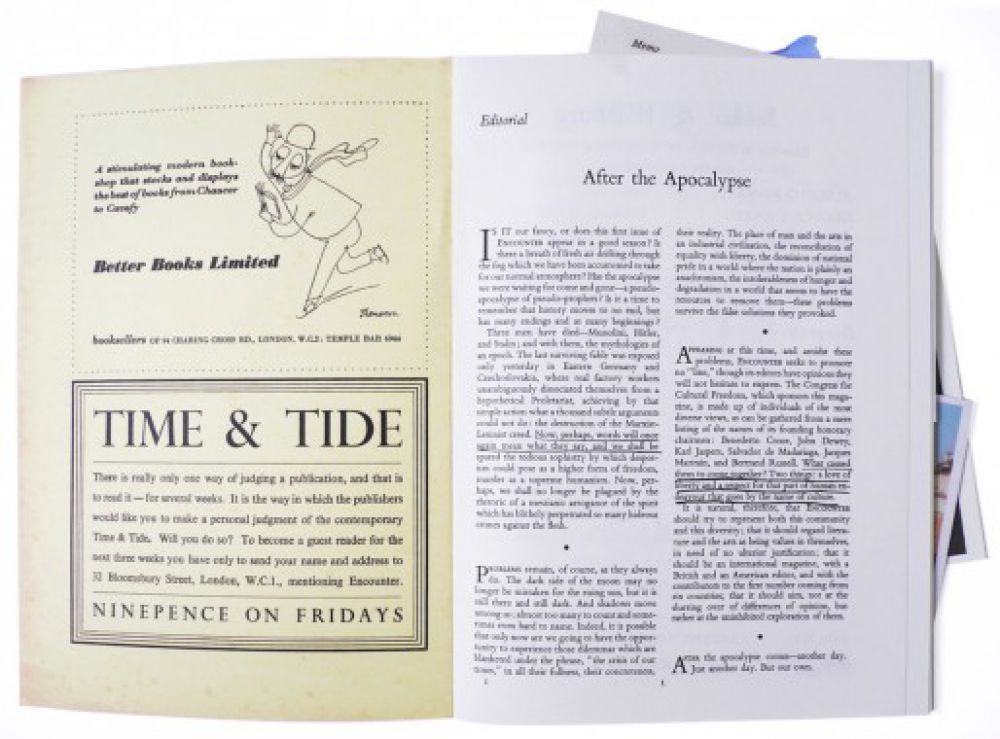 Memo
A stimulating modern book-
shop that stocks and displays
the best of books from Chaucer
to Cavafy
Better Books Limited
booksellers OF 94 CHARING CROSS RD., LONDON, W.C.2: TEMPLE BAR 6944
TIME & TIDE
There is really only one way of judging a publication, and that is
to read it — for several weeks. It is the way in which the publishers
would like you to make a personal judgment of the contemporary
Time & Tide. Will you do so? To become a guest reader for the
next three weeks you have only to send your name and address to
32 Bloomsbury Street, London, W.C.1., mentioning Encounter.
NINEPENCE ON FRIDAYS
Editorial
After the Apocalypse
IS IT our fancy, or does this first issue of
ENCOUNTER appear in a good season? Is
there a breath of fresh air drifting through
the fog which we have been accustomed to take
for our normal atmosphere? Has the apocalypse
we were waiting for come and gone—a pseudo-
apocalypse of pseudo-prophets? Is it a time to
remember that history moves to no end, but
has many endings and as many beginnings?
Three men have died—Mussolini, Hitler,
and Stalin; and with them, the mythologies of
an epoch. The last surviving fable was exposed
only yesterday in Eastern Germany and
Czechoslovakia, where real factory workers
unambiguously dissociated themselves from a
hypothetical Proletariat, achieving by that
simple action what a thousand subtle arguments
could not do: the destruction of the Marxist-
Leninist creed. Now, perhaps, words will once
again mean what they say, and we shall be
spared the tedious sophistry by which despot-
ism could pose as a higher form of freedom,
murder as a supreme humanism. Now, per-
haps, we shall no longer be plagued by the
rhetoric of a messianic arrogance of the spirit
which has blithely perpetrated so many hideous
crimes against the flesh.
PROBLEMS remain, of course, as they always
do. The dark side of the moon may no
longer be mistaken for the rising sun, but it is
still there and still dark. And shadows move
among us: almost too many to count and some-
times even hard to name. Indeed, it is possible
that only now are we going to have the oppor-
tunity to experience those dilemmas which are
blanketed under the phrase, "the crisis of our
times," in all their fullness, their concreteness,
their reality. The place of man and the arts in
an industrial civilization, the reconciliation of
equality with liberty, the dominion of national
pride in a world where the nation is plainly an
anachronism, the intolerableness of hunger and
degradation in a world that seems to have the
resources to remove them—these problems
survive the false solutions they provoked.
APPEARING at this time, and amidst these
problems, ENCOUNTER seeks to promote
no "line," though its editors have opinions they
will not hesitate to express. The Congress for
Cultural Freedom, which sponsors this maga-
zine, is made up of individuals of the most
diverse views, as can be gathered from a mere
listing of the names of its founding honorary
chairmen: Benedetto Croce, John Dewey,
Karl Jaspers, Salvador de Madariaga, Jacques
Maritain, and Bertrand Russell. What caused
them to come together? Two things: a love of
liberty and a respect for that part of human en-
deavour that goes by the name of culture.
It is natural, therefore, that ENCOUNTER
should try to represent both this community
and this diversity; that it should regard litera-
ture and the arts as being values in themselves,
in need of no ulterior justification; that it
should be an international magazine, with a
British and an American editor, and with the
contributors to the first number coming from
six countries; that it should aim, not at the
slurring over of differences of opinion, but
rather at the uninhibited exploration of them.
AFTER the apocalypse comes—another day.
Just another day. But our own.